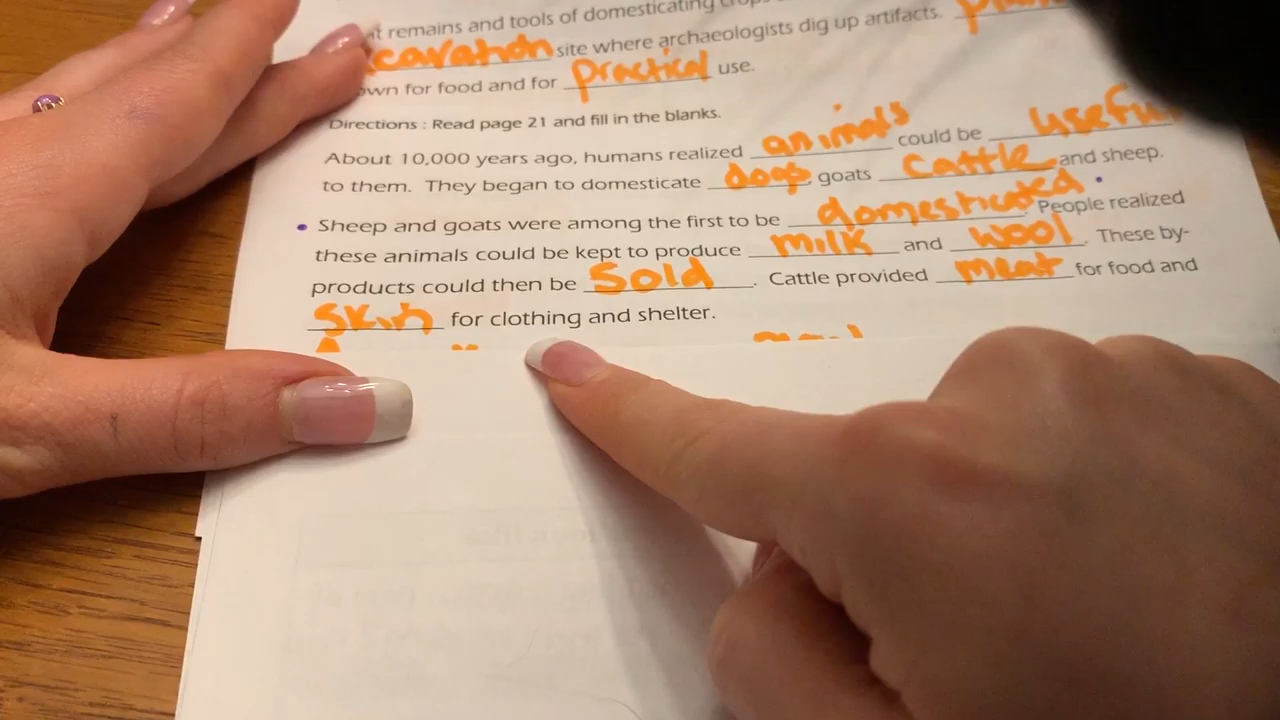 remains and tools of domesticating
site where archaeologists dig up artifacts.
for food and for practical use.
Directions : Read page 21 and fill in the blanks.
About 10,000 years ago, humans realized animals could be useful
to them. They began to domesticate dogs, goats cattle and sheep.
• Sheep and goats were among the first to be domesticated. People realized
these animals could be kept to produce milk and wool. These by-
products could then be sold. Cattle provided meat for food and
skin for clothing and shelter.